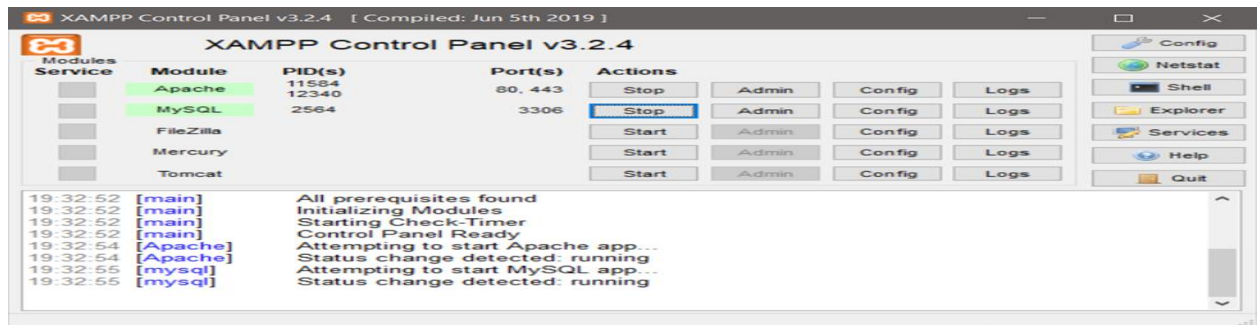 XAMPP Control Panel v3.2.4 [ Compiled: Jun 5th 2019 ]
XAMPP Control Panel v3.2.4
Config
Modules
Service Module PID(s) Port(s) Actions
Netstat
Apache 11584 12340 80, 443 Stop Admin Config Logs
Shell
MySQL 2564 3306 Stop Admin Config Logs
Explorer
FileZilla Start Admin Config Logs
Services
Mercury Start Admin Config Logs
Help
Tomcat Start Admin Config Logs
Quit
19:32:52 [main] All prerequisites found
19:32:52 [main] Initializing Modules
19:32:52 [main] Starting Check-Timer
19:32:52 [main] Control Panel Ready
19:32:54 [Apache] Attempting to start Apache app...
19:32:54 [Apache] Status change detected: running
19:32:55 [mysql] Attempting to start MySQL app...
19:32:55 [mysql] Status change detected: running